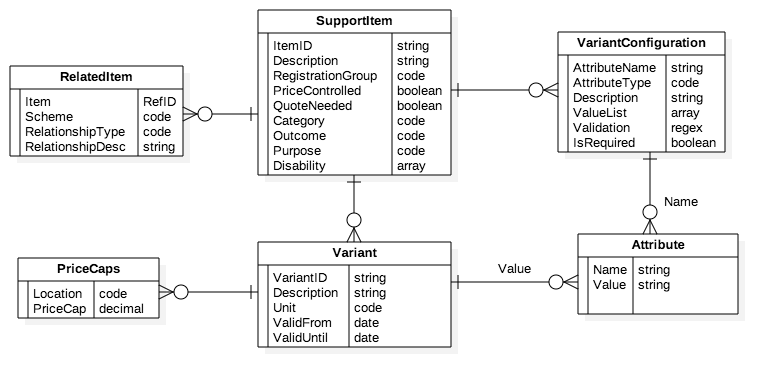 SupportItem
ItemID string
Description string
RegistrationGroup code
PriceControlled boolean
QuoteNeeded boolean
Category code
Outcome code
Purpose code
Disability array
VariantConfiguration
AttributeName string
AttributeType code
Description string
ValueList array
Validation regex
IsRequired boolean
RelatedItem
Item RefID
Scheme code
RelationshipType code
RelationshipDesc string
Name
Variant
VariantID string
Description string
Unit code
ValidFrom date
ValidUntil date
Value
Attribute
Name string
Value string
PriceCaps
Location code
PriceCap decimal